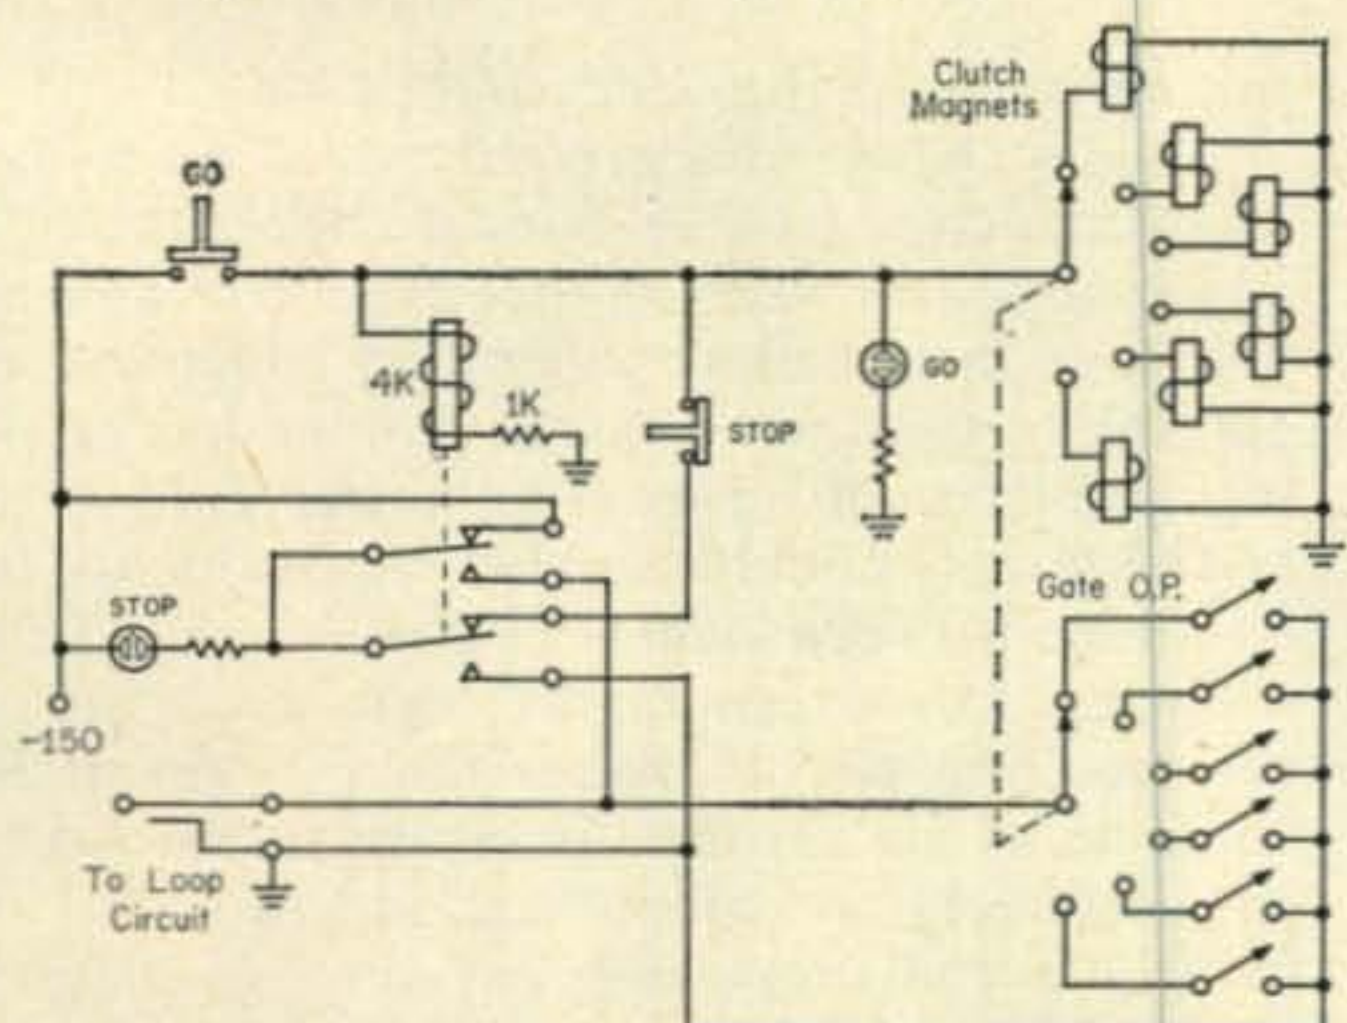 Clutch
Magnets
GO
4K
1K
STOP
GO
Gate O.P.
STOP
-150
To Loop
Circuit